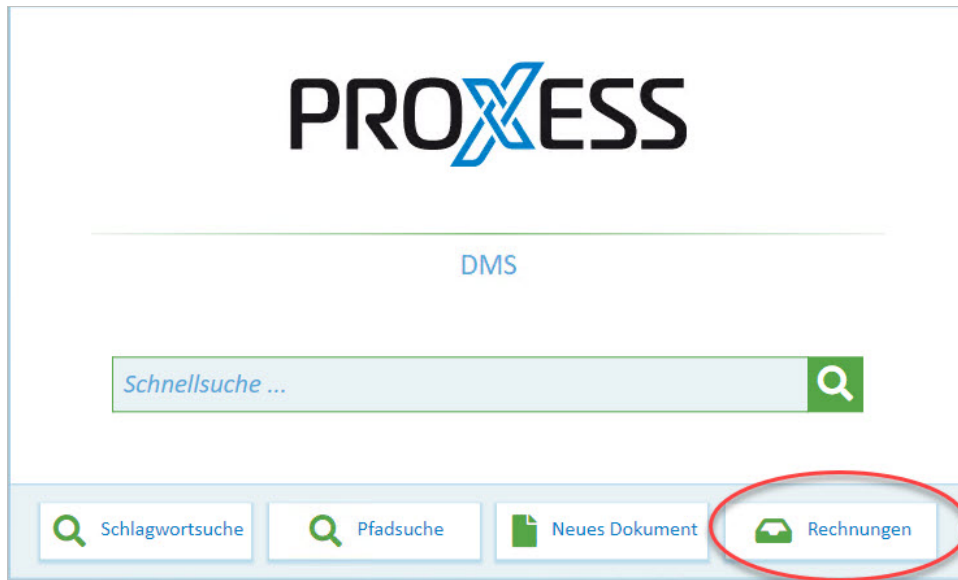 PROXESS
DMS
Schnellsuche ...
Schlagwortsuche
Pfadsuche
Neues Dokument
Rechnungen